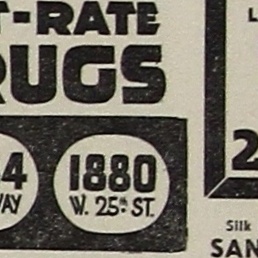 T-RATE
RUGS
1880
W. 25th ST.
4
WAY
2
Silk
SAN
L